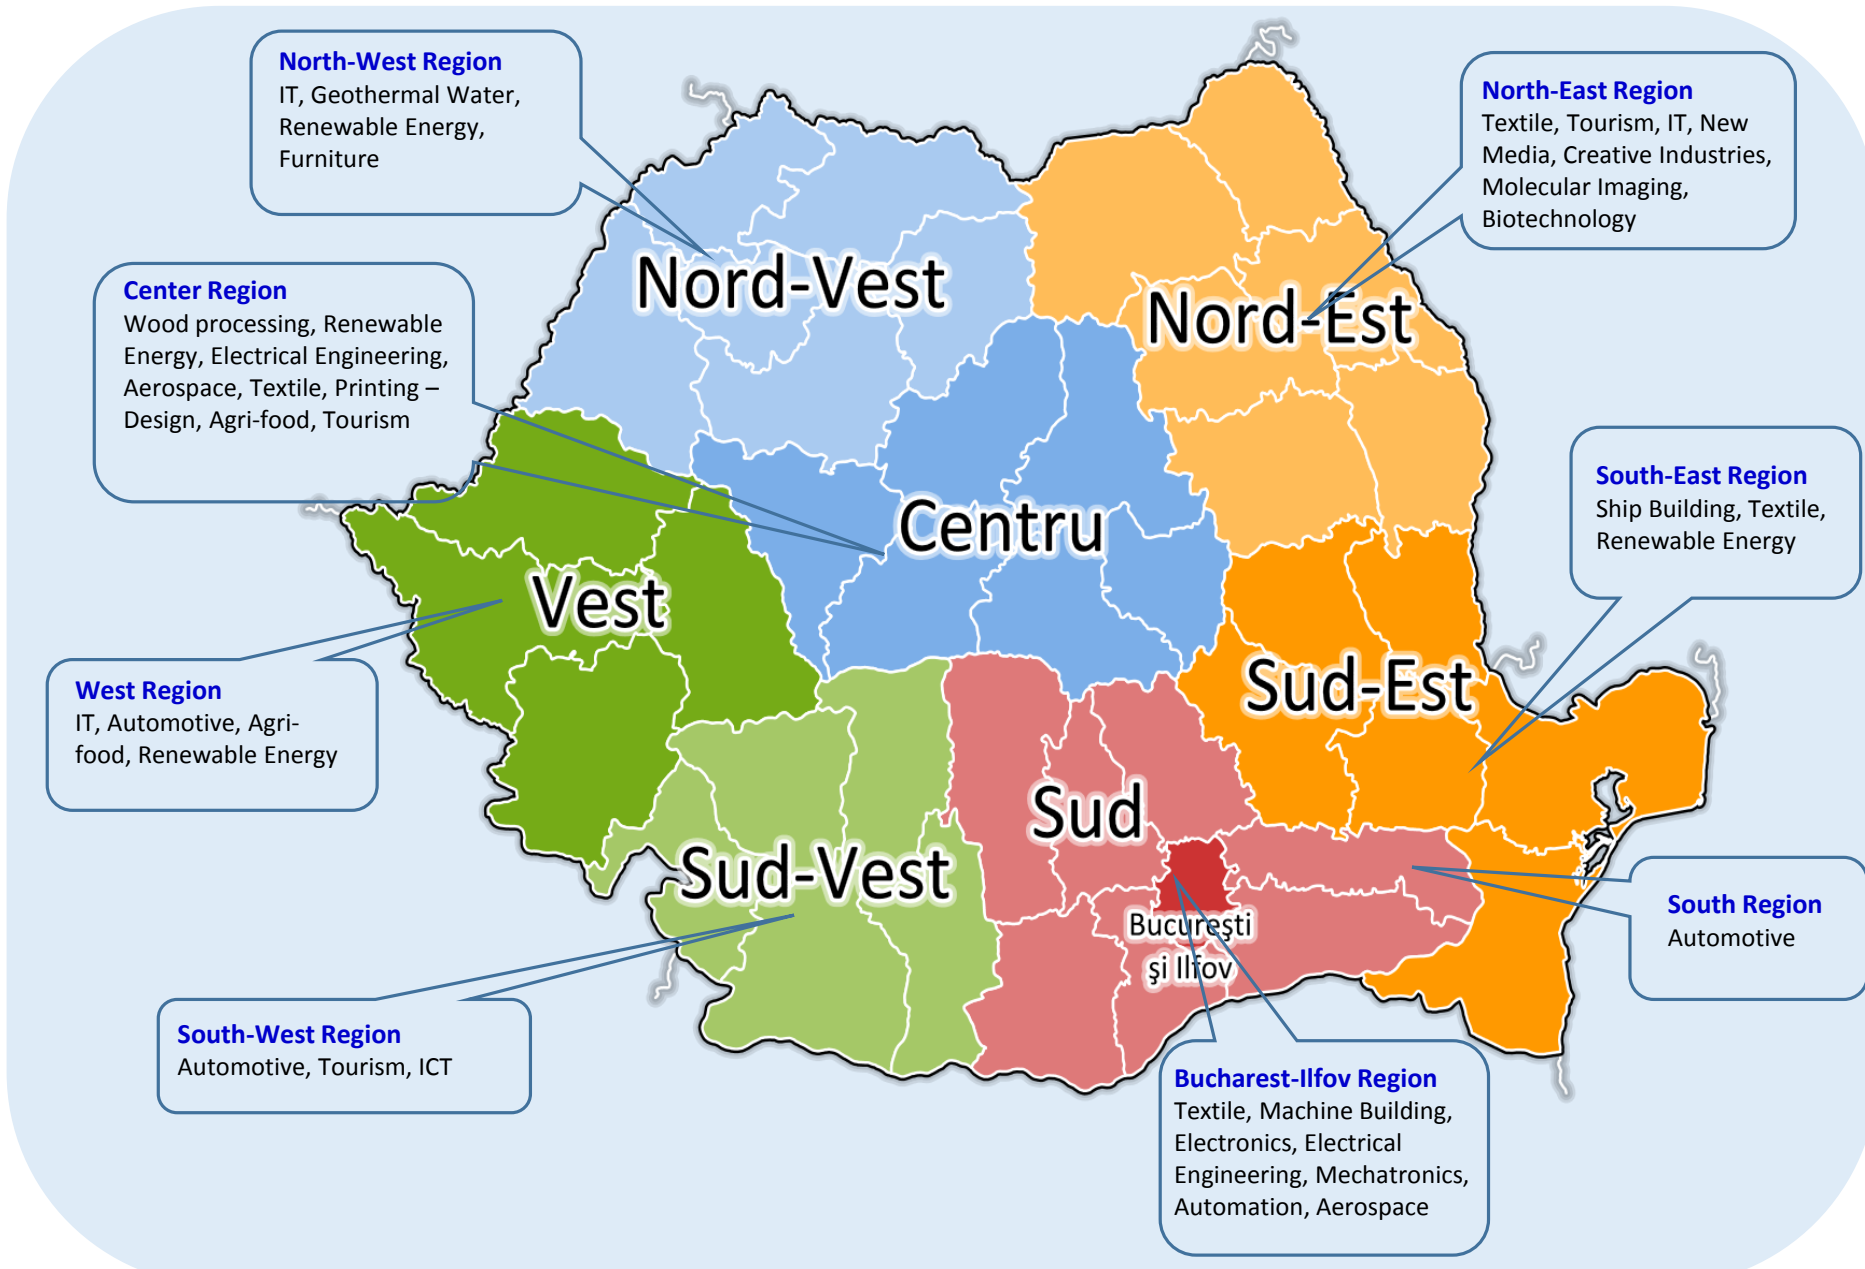 North-West Region
IT, Geothermal Water,
Renewable Energy,
Furniture
North-East Region
Textile, Tourism, IT, New
Media, Creative Industries,
Molecular Imaging,
Biotechnology
Center Region
Wood processing, Renewable
Energy, Electrical Engineering,
Aerospace, Textile, Printing –
Design, Agri-food, Tourism
Nord-Vest
Nord-Est
South-East Region
Ship Building, Textile,
Renewable Energy
Centru
Vest
West Region
IT, Automotive, Agri-
food, Renewable Energy
Sud-Est
Sud
Sud-Vest
Bucureşti
şi Ilfov
South Region
Automotive
South-West Region
Automotive, Tourism, ICT
Bucharest-Ilfov Region
Textile, Machine Building,
Electronics, Electrical
Engineering, Mechatronics,
Automation, Aerospace